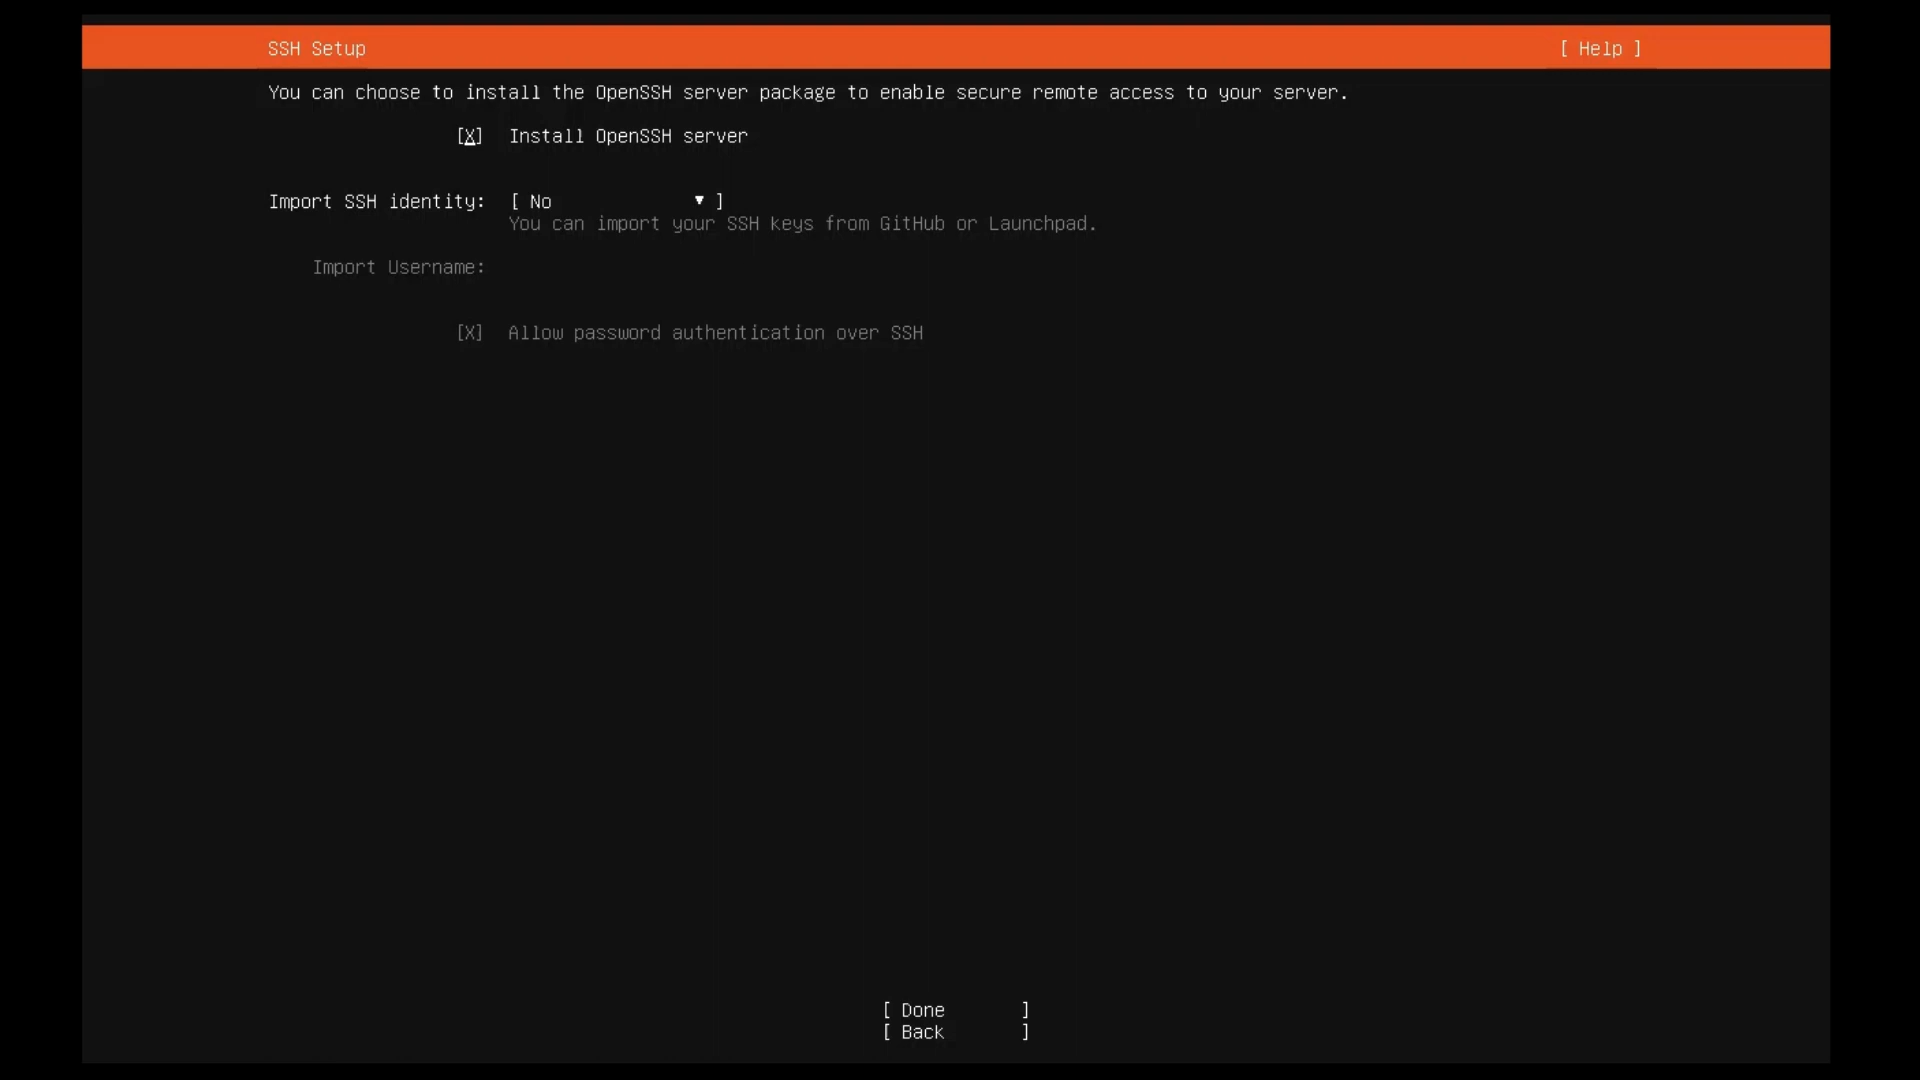 SSH Setup [ Help ]
You can choose to install the OpenSSH server package to enable secure remote access to your server.
[X] Install OpenSSH server
Import SSH identity: [ No ▼ ]
You can import your SSH keys from GitHub or Launchpad.
Import Username:
[X] Allow password authentication over SSH
[ Done ]
[ Back ]